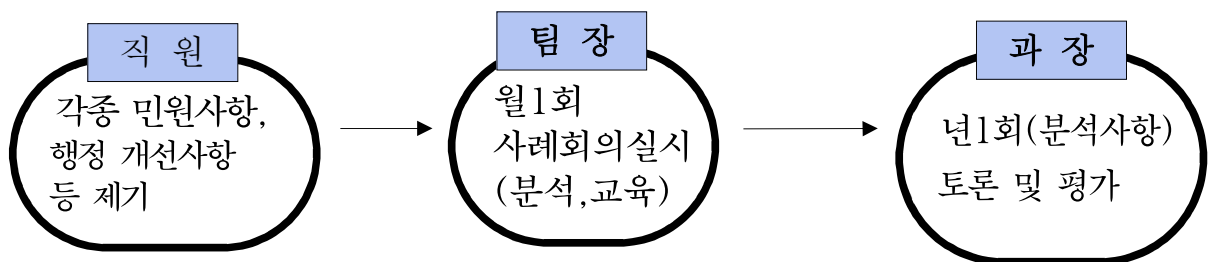 직 원
각종 민원사항,
행정 개선사항
등 제기
팀 장
월1회
사례회의실시
(분석,교육)
과 장
년1회(분석사항)
토론 및 평가